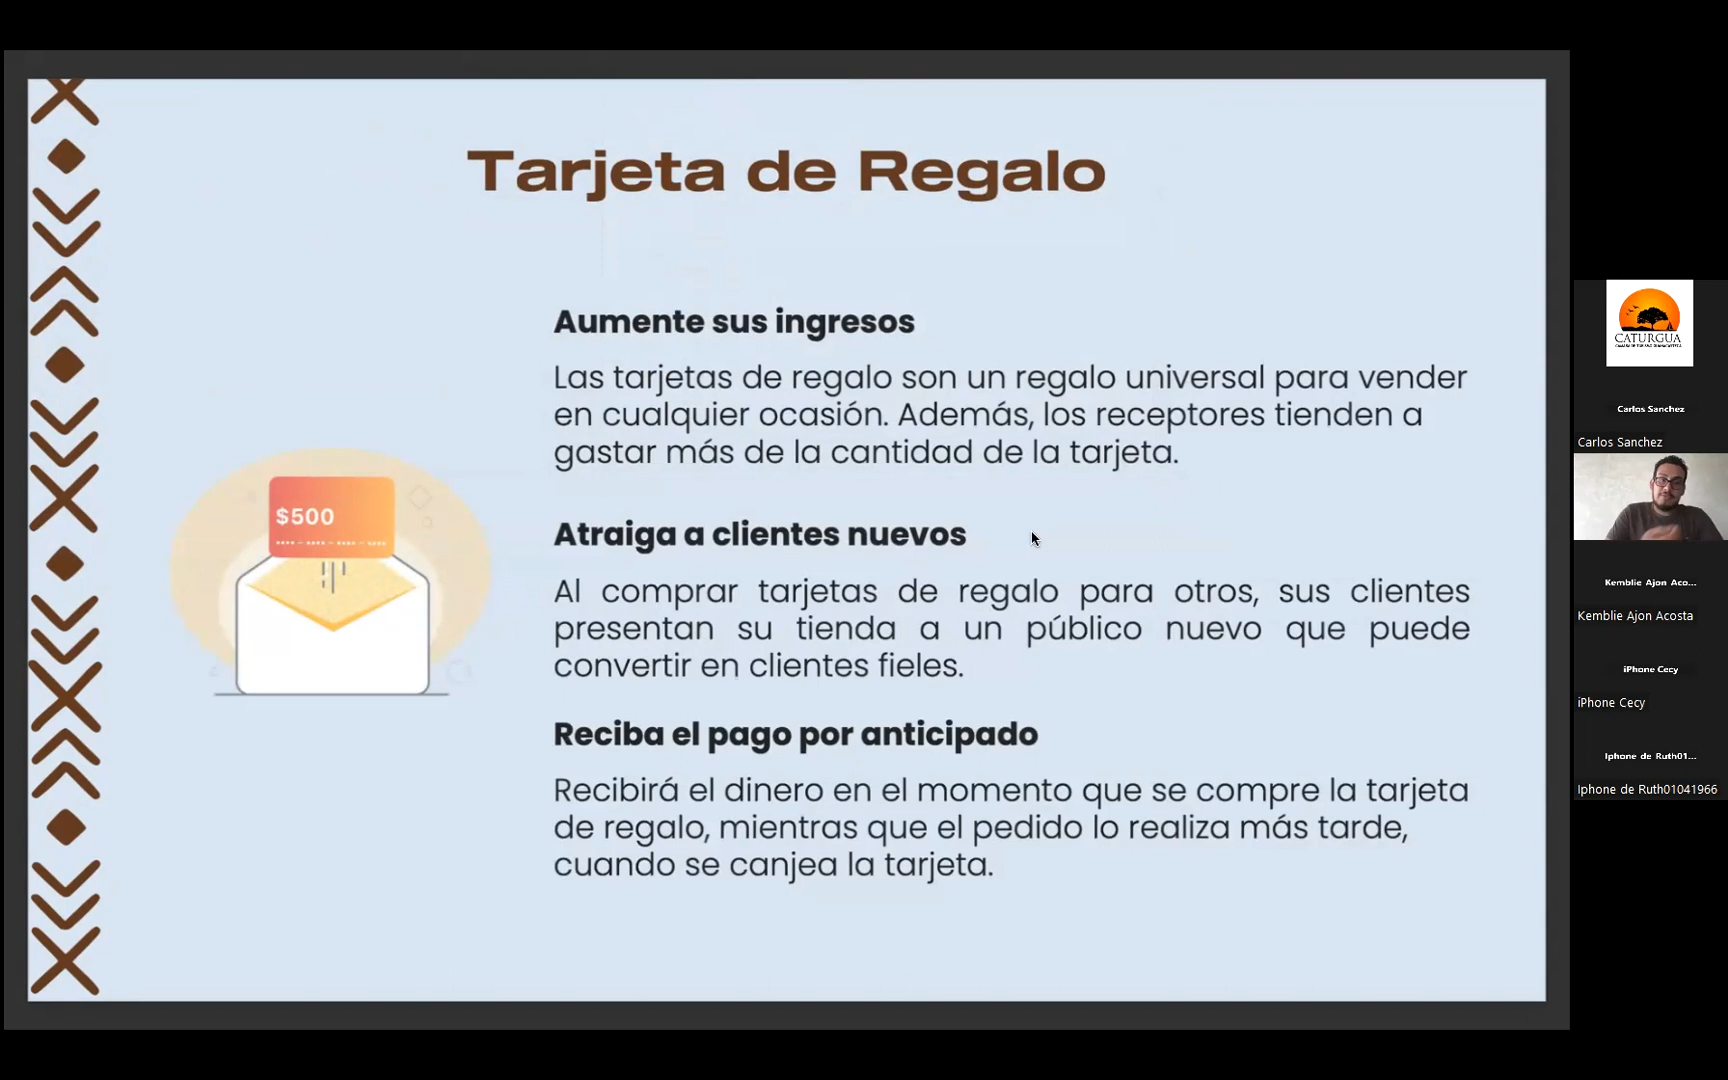 Tarjeta de Regalo
Aumente sus ingresos
Las tarjetas de regalo son un regalo universal para vender
en cualquier ocasión. Además, los receptores tienden a
gastar más de la cantidad de la tarjeta.
$500
Atraiga a clientes nuevos
Al comprar tarjetas de regalo para otros, sus clientes
presentan su tienda a un público nuevo que puede
convertir en clientes fieles.
Reciba el pago por anticipado
Recibirá el dinero en el momento que se compre la tarjeta
de regalo, mientras que el pedido lo realiza más tarde,
cuando se canjea la tarjeta.
CATURGUA
Carlos Sanchez
Carlos Sanchez
Kemblie Ajon Aco...
Kemblie Ajon Acosta
iPhone Cecy
iPhone Cecy
Iphone de Ruth01...
Iphone de Ruth01041966